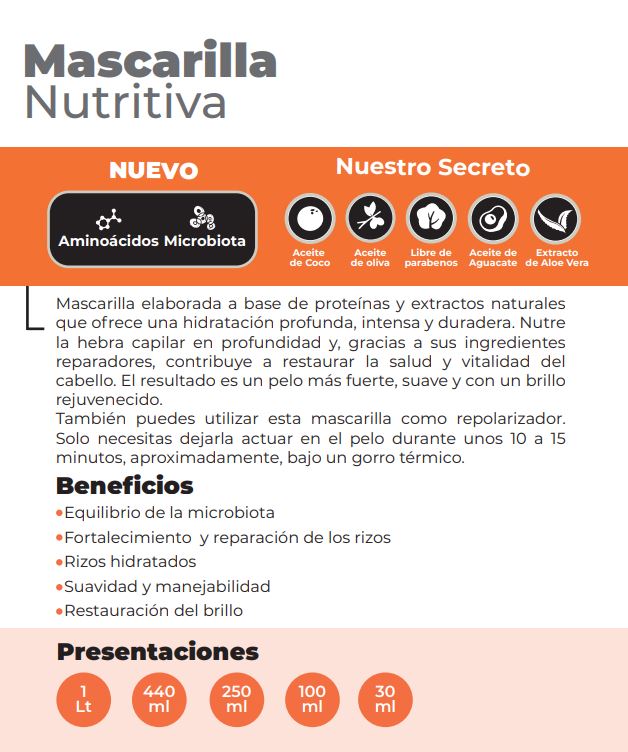 Mascarilla
Nutritiva
NUEVO
Aminoácidos Microbiota
Nuestro Secreto
Aceite
de Coco
Aceite
de oliva
Libre de
parabenos
Aceite de
Aguacate
Extracto
de Aloe Vera
Mascarilla elaborada a base de proteínas y extractos naturales
que ofrece una hidratación profunda, intensa y duradera. Nutre
la hebra capilar en profundidad y, gracias a sus ingredientes
reparadores, contribuye a restaurar la salud y vitalidad del
cabello. El resultado es un pelo más fuerte, suave y con un brillo
rejuvenecido.
También puedes utilizar esta mascarilla como repolarizador.
Solo necesitas dejarla actuar en el pelo durante unos 10 a 15
minutos, aproximadamente, bajo un gorro térmico.
Beneficios
•Equilibrio de la microbiota
•Fortalecimiento y reparación de los rizos
•Rizos hidratados
•Suavidad y manejabilidad
•Restauración del brillo
Presentaciones
1
Lt
440
ml
250
ml
100
ml
30
ml